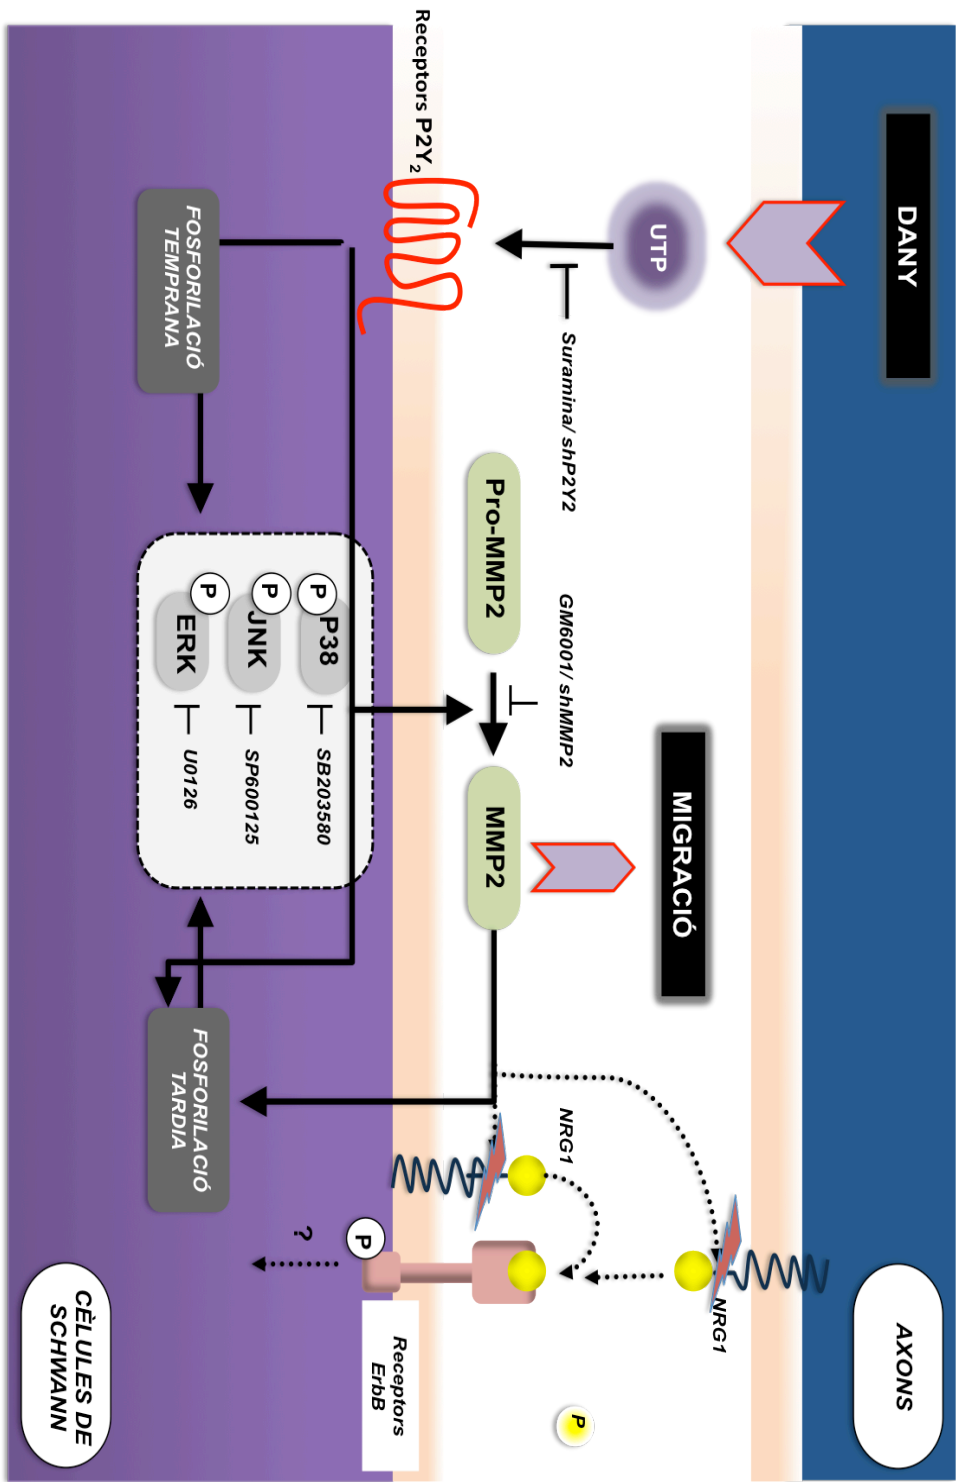 DANY
AXONS
UTP
Suramina/ shP2Y2
Receptors P2Y2
Pro-MMP2
GM6001/ shMMP2
MMP2
MIGRACIÓ
NRG1
NRG1
P
Receptors
ErbB
P
?
FOSFORILACIÓ
TEMPRANA
P
P38
SB203580
P
JNK
SP600125
P
ERK
U0126
FOSFORILACIÓ
TARDIA
CÈLULES DE
SCHWANN